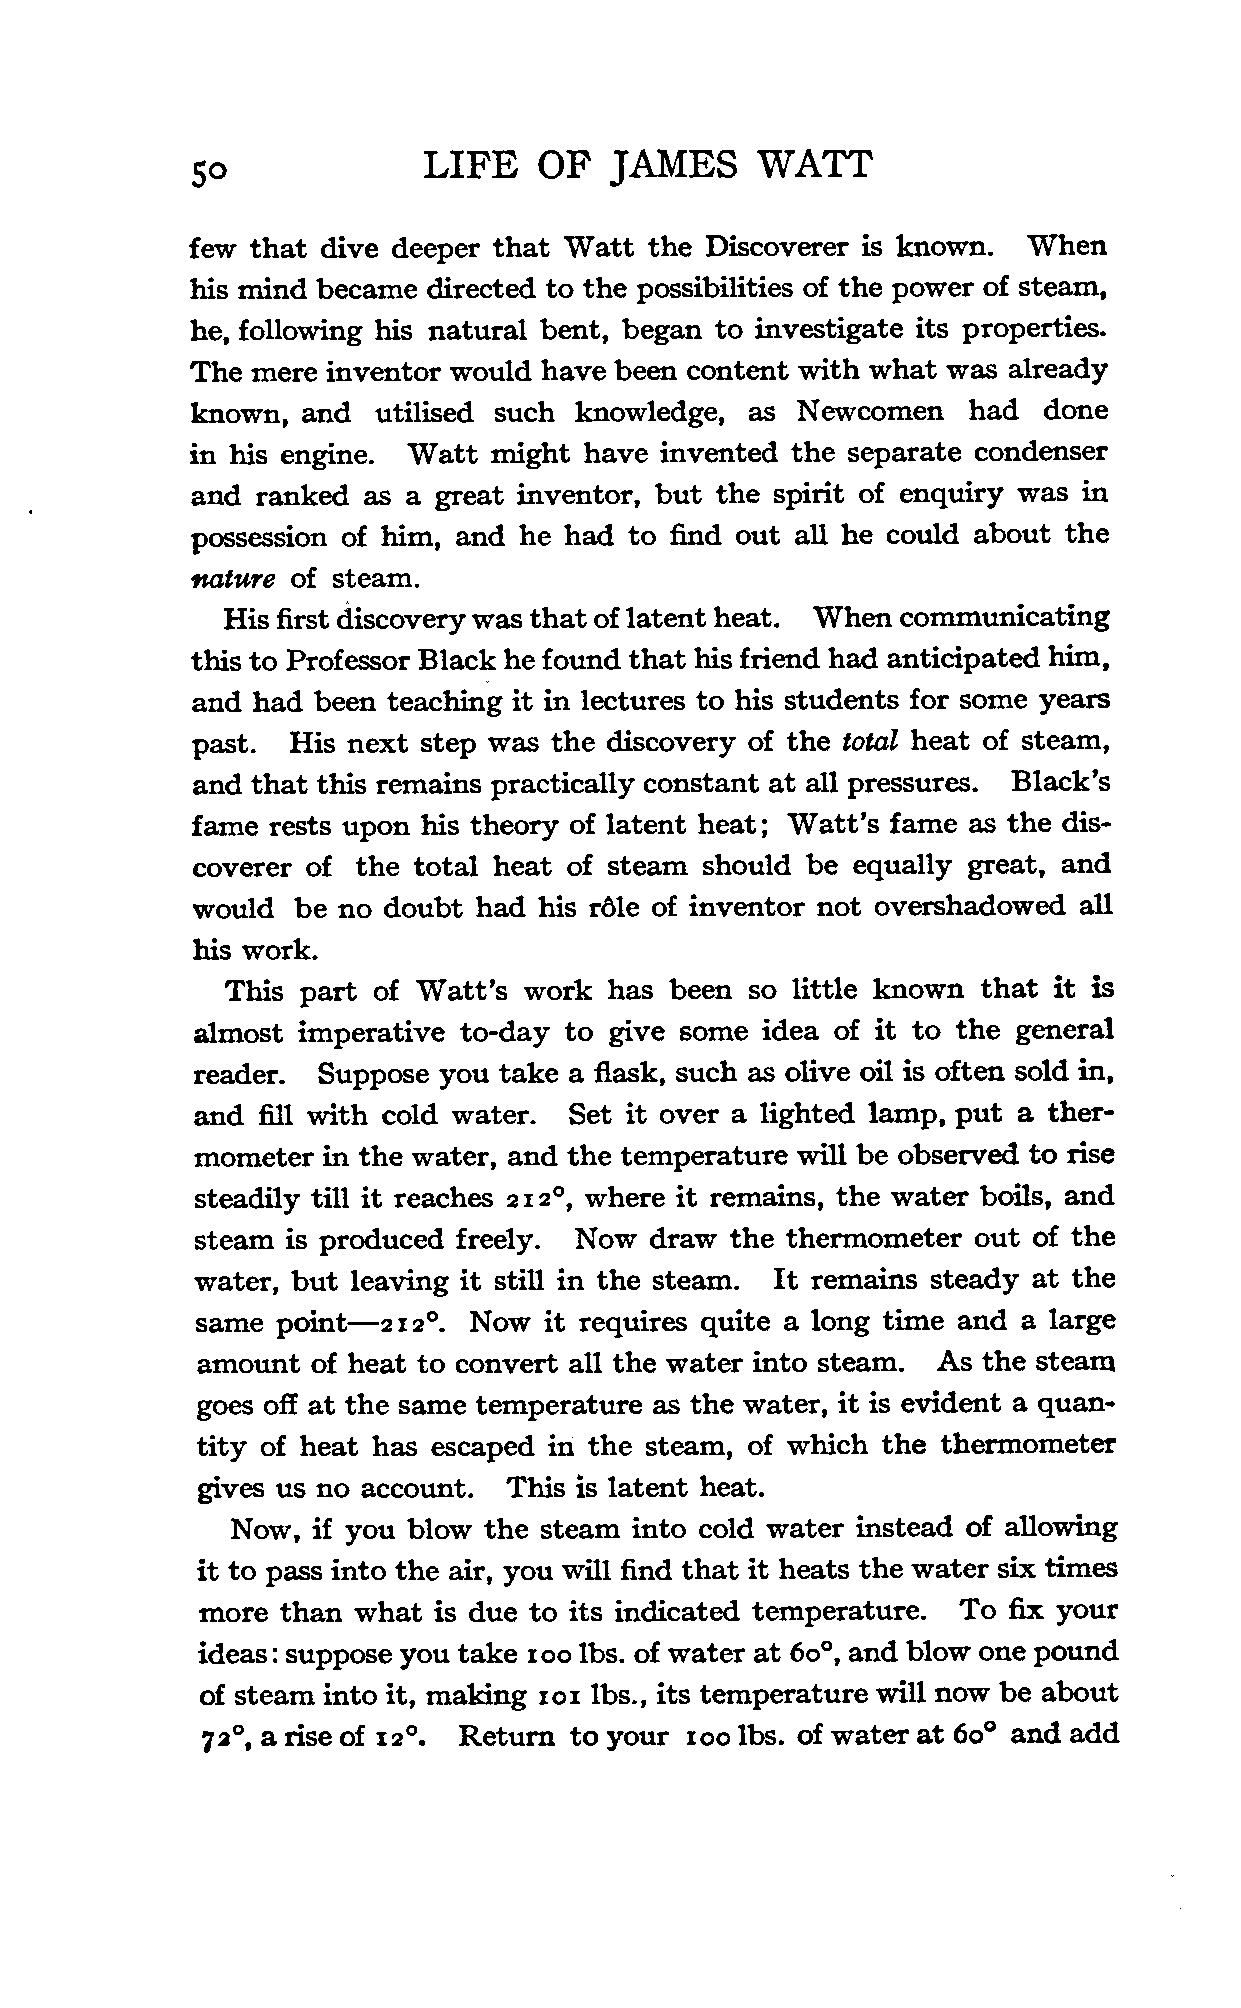 50 LIFE OF JAMES WATT
few that dive deeper that Watt the Discoverer is known. When
his mind became directed to the possibilities of the power of steam,
he, following his natural bent, began to investigate its properties.
The mere inventor would have been content with what was already
known, and utilised such knowledge, as Newcomen had done
in his engine. Watt might have invented the separate condenser
and ranked as a great inventor, but the spirit of enquiry was in
possession of him, and he had to find out all he could about the
nature of steam.
His first discovery was that of latent heat. When communicating
this to Professor Black he found that his friend had anticipated him,
and had been teaching it in lectures to his students for some years
past. His next step was the discovery of the total heat of steam,
and that this remains practically constant at all pressures. Black's
fame rests upon his theory of latent heat; Watt's fame as the dis-
coverer of the total heat of steam should be equally great, and
would be no doubt had his rôle of inventor not overshadowed all
his work.
This part of Watt's work has been so little known that it is
almost imperative to-day to give some idea of it to the general
reader. Suppose you take a flask, such as olive oil is often sold in,
and fill with cold water. Set it over a lighted lamp, put a ther-
mometer in the water, and the temperature will be observed to rise
steadily till it reaches 212°, where it remains, the water boils, and
steam is produced freely. Now draw the thermometer out of the
water, but leaving it still in the steam. It remains steady at the
same point—212°. Now it requires quite a long time and a large
amount of heat to convert all the water into steam. As the steam
goes off at the same temperature as the water, it is evident a quan-
tity of heat has escaped in the steam, of which the thermometer
gives us no account. This is latent heat.
Now, if you blow the steam into cold water instead of allowing
it to pass into the air, you will find that it heats the water six times
more than what is due to its indicated temperature. To fix your
ideas: suppose you take 100 lbs. of water at 60°, and blow one pound
of steam into it, making 101 lbs., its temperature will now be about
72°, a rise of 12°. Return to your 100 lbs. of water at 60° and add